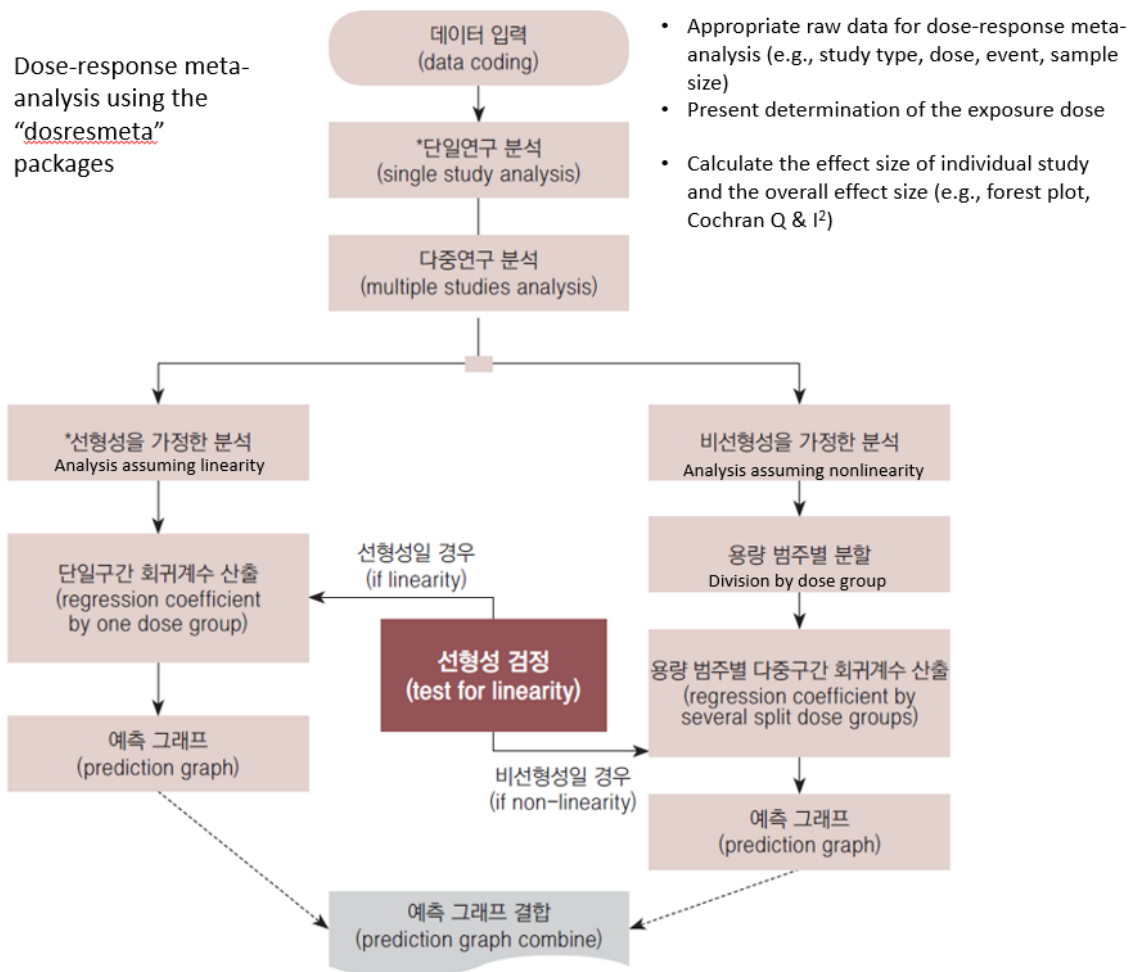 Dose-response meta-
analysis using the
“dosresmeta”
packages
데이터 입력
(data coding)
• Appropriate raw data for dose-response meta-
analysis (e.g., study type, dose, event, sample
size)
• Present determination of the exposure dose
*단일연구 분석
(single study analysis)
• Calculate the effect size of individual study
and the overall effect size (e.g., forest plot,
Cochran Q & I²)
다중연구 분석
(multiple studies analysis)
*선형성을 가정한 분석
Analysis assuming linearity
비선형성을 가정한 분석
Analysis assuming nonlinearity
단일구간 회귀계수 산출
(regression coefficient
by one dose group)
선형성일 경우
(if linearity)
용량 범주별 분할
Division by dose group
선형성 검정
(test for linearity)
용량 범주별 다중구간 회귀계수 산출
(regression coefficient by
several split dose groups)
예측 그래프
(prediction graph)
비선형성일 경우
(if non-linearity)
예측 그래프
(prediction graph)
예측 그래프 결합
(prediction graph combine)